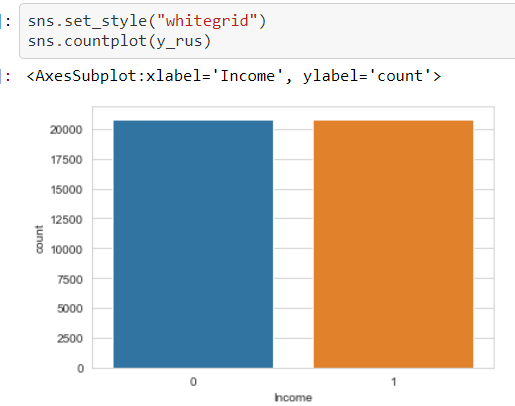 ]: sns.set_style("whitegrid")
sns.countplot(y_rus)
]: <AxesSubplot:xlabel='Income', ylabel='count'>
20000
17500
15000
12500
10000
7500
5000
2500
0
count
0 1
Income